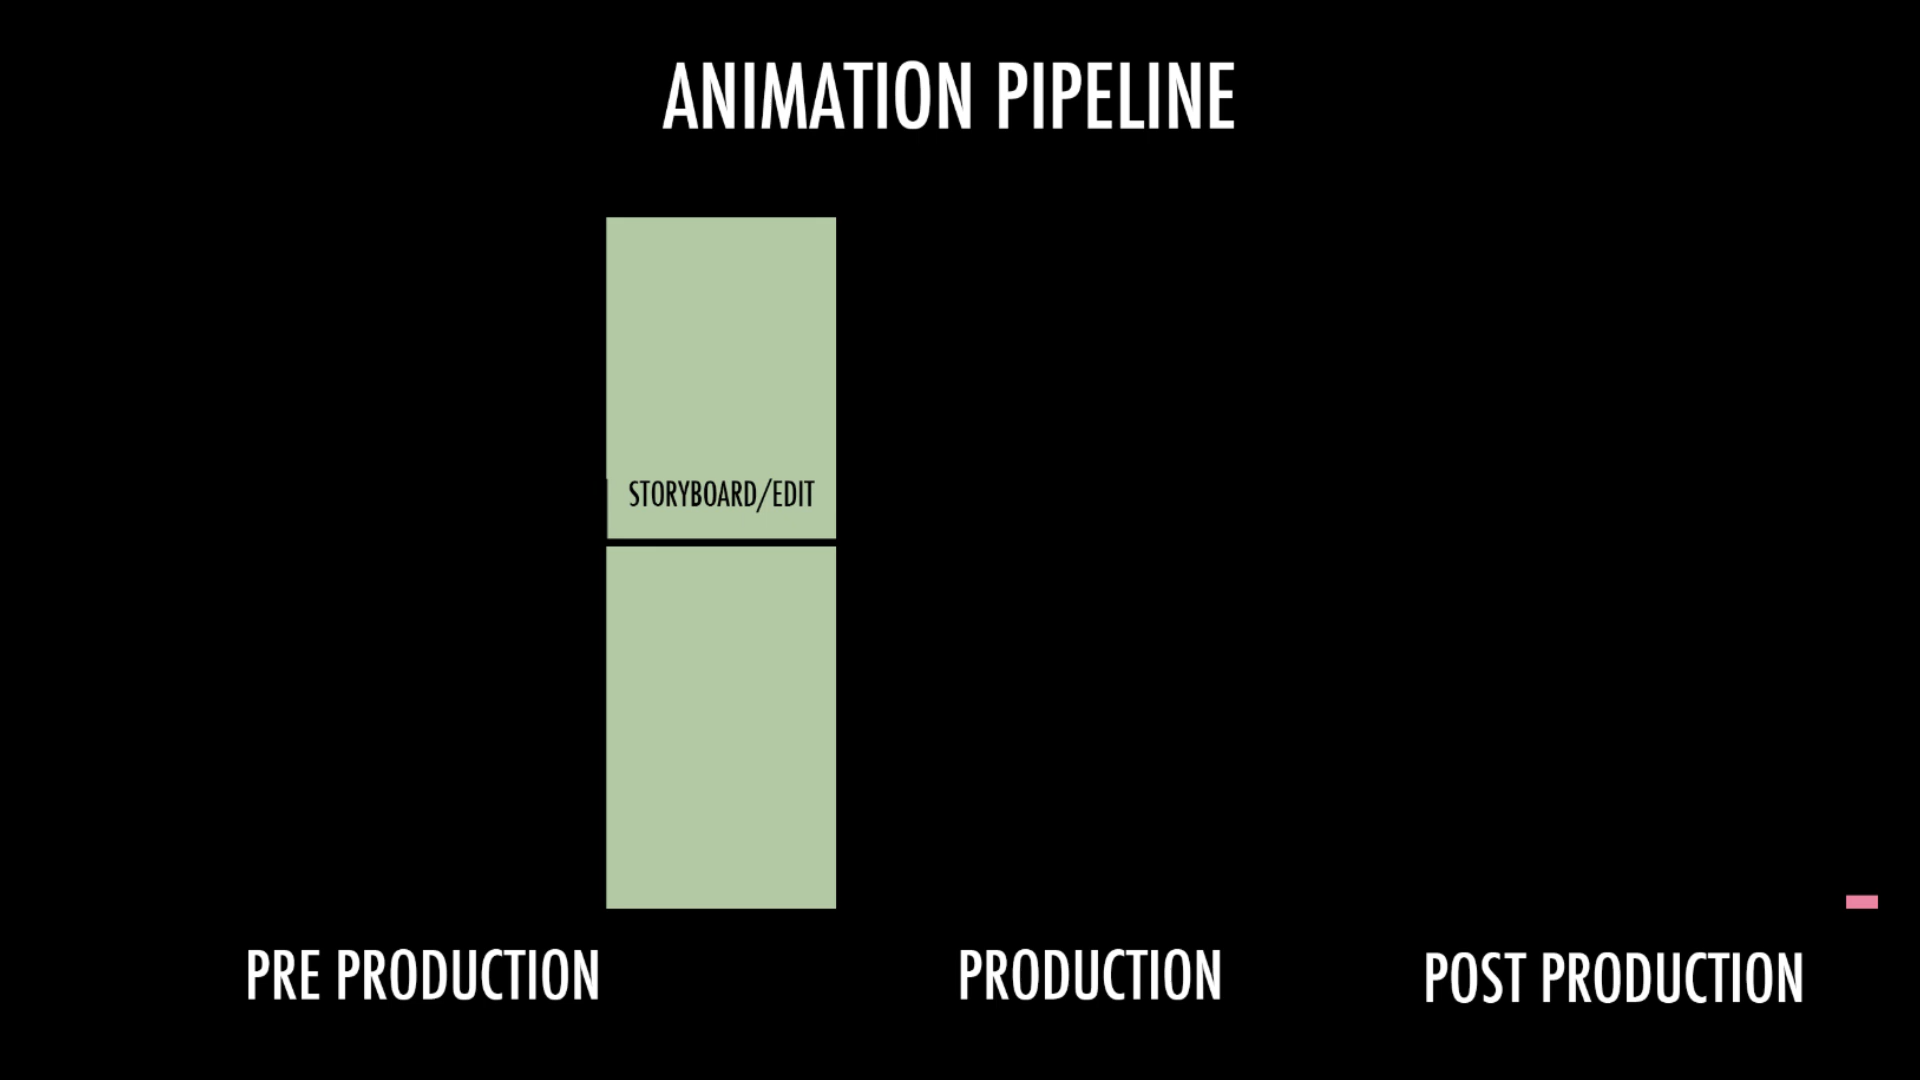 ANIMATION PIPELINE
STORYBOARD/EDIT
PRE PRODUCTION
PRODUCTION
POST PRODUCTION